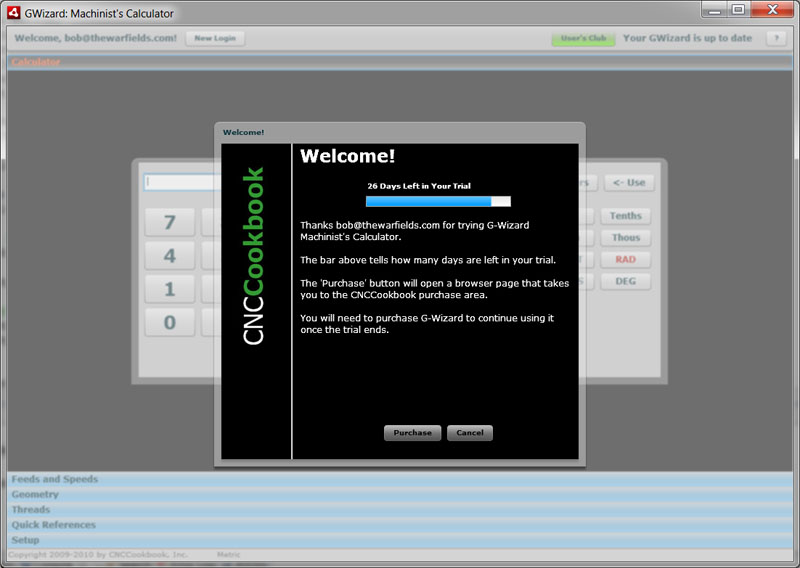 GWizard: Machinist's Calculator
Welcome, bob@thewarfields.com!
New Login
User's Club
Your GWizard is up to date
?
Calculator
Welcome!
CNCCookbook
Welcome!
26 Days Left in Your Trial
Thanks bob@thewarfields.com for trying G-Wizard
Machinist's Calculator.
The bar above tells how many days are left in your trial.
The 'Purchase' button will open a browser page that takes
you to the CNCCookbook purchase area.
You will need to purchase G-Wizard to continue using it
once the trial ends.
Purchase
Cancel
<- Use
7
Tenths
4
Thous
1
RAD
DEG
0
Feeds and Speeds
Geometry
Threads
Quick References
Setup
Copyright 2009-2010 by CNCCookbook, Inc.
Metric